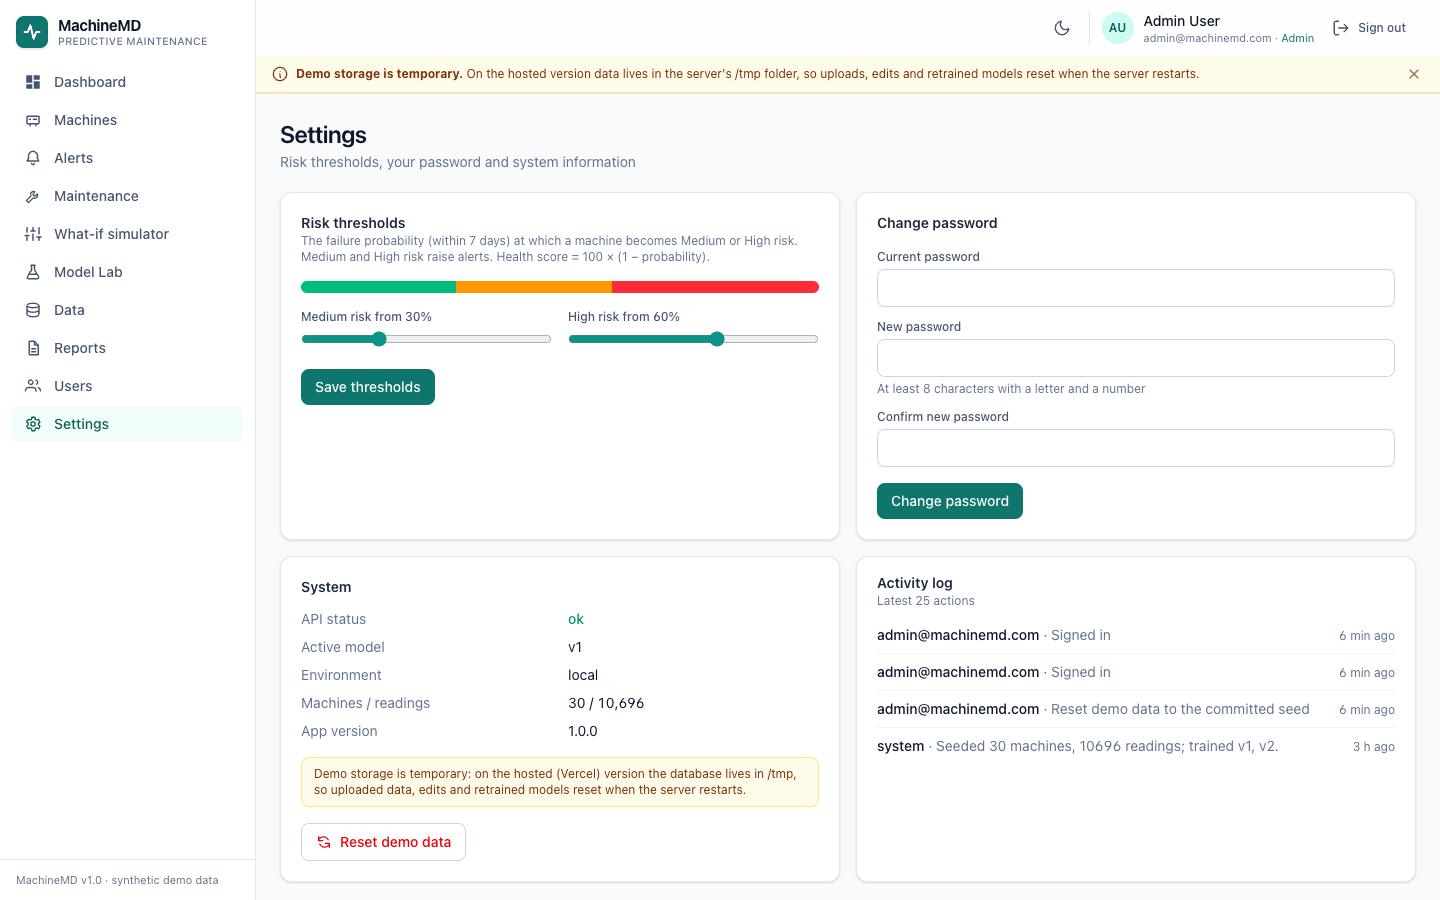 MachineMD
PREDICTIVE MAINTENANCE
Dashboard
Machines
Alerts
Maintenance
What-if simulator
Model Lab
Data
Reports
Users
Settings
MachineMD v1.0 · synthetic demo data
AU
Admin User
admin@machinemd.com · Admin
Sign out
Demo storage is temporary. On the hosted version data lives in the server's /tmp folder, so uploads, edits and retrained models reset when the server restarts.
Settings
Risk thresholds, your password and system information
Risk thresholds
The failure probability (within 7 days) at which a machine becomes Medium or High risk.
Medium and High risk raise alerts. Health score = 100 × (1 − probability).
Medium risk from 30%
High risk from 60%
Save thresholds
Change password
Current password
New password
At least 8 characters with a letter and a number
Confirm new password
Change password
System
API status ok
Active model v1
Environment local
Machines / readings 30 / 10,696
App version 1.0.0
Demo storage is temporary: on the hosted (Vercel) version the database lives in /tmp,
so uploaded data, edits and retrained models reset when the server restarts.
Reset demo data
Activity log
Latest 25 actions
admin@machinemd.com · Signed in 6 min ago
admin@machinemd.com · Signed in 6 min ago
admin@machinemd.com · Reset demo data to the committed seed 6 min ago
system · Seeded 30 machines, 10696 readings; trained v1, v2. 3 h ago